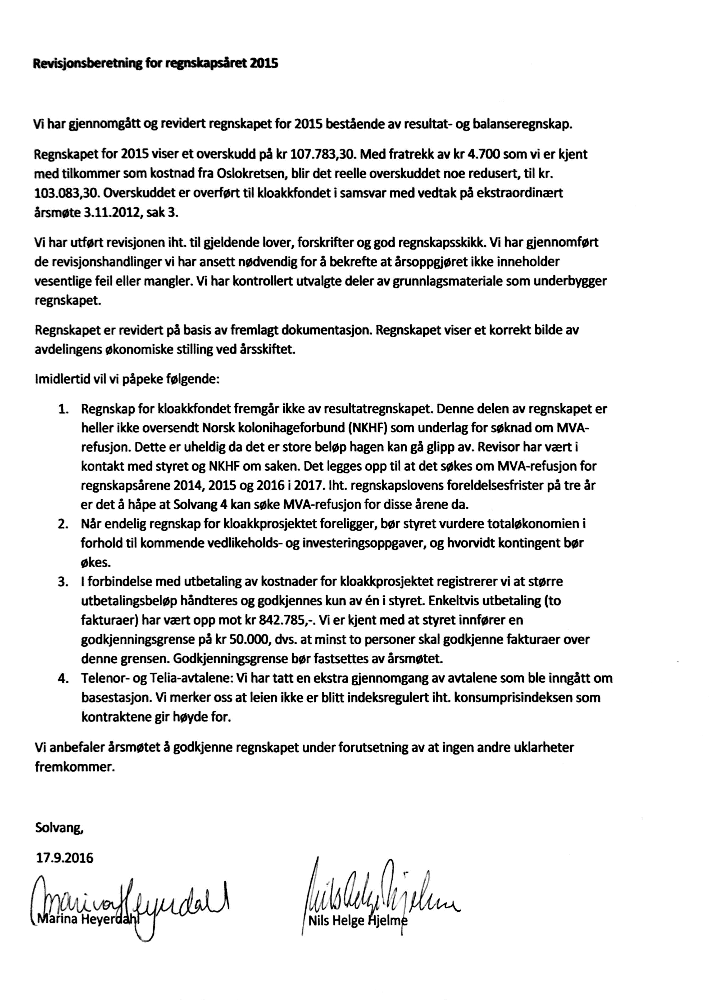 Revisjonsberetning for regnskapsåret 2015
Vi har gjennomgått og revidert regnskapet for 2015 bestående av resultat- og balanseregnskap.
Regnskapet for 2015 viser et overskudd på kr 107.783,30. Med fratrekk av kr 4.700 som vi er kjent
med tilkommer som kostnad fra Oslokretsen, blir det reelle overskuddet noe redusert, til kr.
103.083,30. Overskuddet er overført til kloakkfondet i samsvar med vedtak på ekstraordinært
årsmøte 3.11.2012, sak 3.
Vi har utført revisjonen iht. til gjeldende lover, forskrifter og god regnskapsskikk. Vi har gjennomført
de revisjonshandlinger vi har ansett nødvendig for å bekrefte at årsoppgjøret ikke inneholder
vesentlige feil eller mangler. Vi har kontrollert utvalgte deler av grunnlagsmateriale som underbygger
regnskapet.
Regnskapet er revidert på basis av fremlagt dokumentasjon. Regnskapet viser et korrekt bilde av
avdelingens økonomiske stilling ved årsskiftet.
Imidlertid vil vi påpeke følgende:
1. Regnskap for kloakkfondet fremgår ikke av resultatregnskapet. Denne delen av regnskapet er
heller ikke oversendt Norsk kolonihageforbund (NKHF) som underlag for søknad om MVA-
refusjon. Dette er uheldig da det er store beløp hagen kan gå glipp av. Revisor har vært i
kontakt med styret og NKHF om saken. Det legges opp til at det søkes om MVA-refusjon for
regnskapsårene 2014, 2015 og 2016 i 2017. Iht. regnskapslovens foreldelsesfrister på tre år
er det å håpe at Solvang 4 kan søke MVA-refusjon for disse årene da.
2. Når endelig regnskap for kloakkprosjektet foreligger, bør styret vurdere totaløkonomien i
forhold til kommende vedlikeholds- og investeringsoppgaver, og hvorvidt kontingent bør
økes.
3. I forbindelse med utbetaling av kostnader for kloakkprosjektet registrerer vi at større
utbetalingsbeløp håndteres og godkjennes kun av én i styret. Enkeltvis utbetaling (to
fakturaer) har vært opp mot kr 842.785,-. Vi er kjent med at styret innfører en
godkjenningsgrense på kr 50.000, dvs. at minst to personer skal godkjenne fakturaer over
denne grensen. Godkjenningsgrense bør fastsettes av årsmøtet.
4. Telenor- og Telia-avtalene: Vi har tatt en ekstra gjennomgang av avtalene som ble inngått om
basestasjon. Vi merker oss at leien ikke er blitt indeksregulert iht. konsumprisindeksen som
kontraktene gir høyde for.
Vi anbefaler årsmøtet å godkjenne regnskapet under forutsetning av at ingen andre uklarheter
fremkommer.
Solvang,
17.9.2016
Marina Heyerdahl Nils Helge Hjelme
Marina Heyerdahl Nils Helge Hjelme